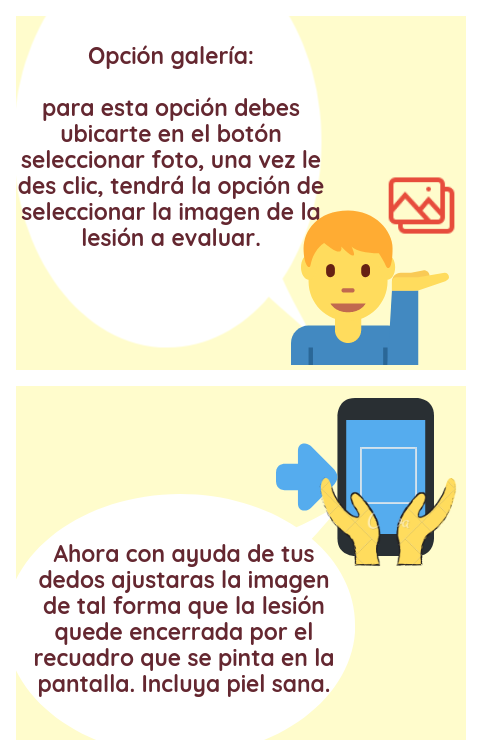 Opción galería:
para esta opción debes
ubicarte en el botón
seleccionar foto, una vez le
des clic, tendrá la opción de
seleccionar la imagen de la
lesión a evaluar.
Ahora con ayuda de tus
dedos ajustaras la imagen
de tal forma que la lesión
quede encerrada por el
recuadro que se pinta en la
pantalla. Incluya piel sana.